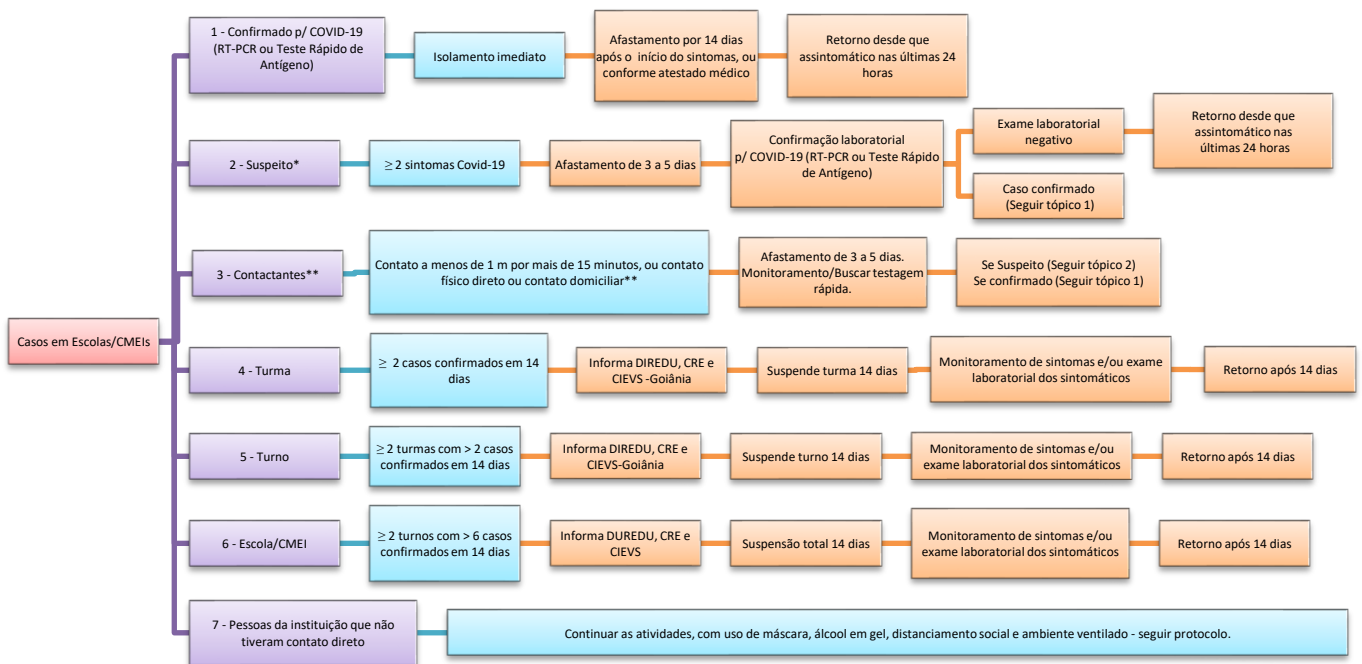 Casos em Escolas/CMEIs
1 - Confirmado p/ COVID-19
(RT-PCR ou Teste Rápido de
Antígeno)
Isolamento imediato
Afastamento por 14 dias
após o início do sintomas, ou
conforme atestado médico
Retorno desde que
assintomático nas últimas 24
horas
2 - Suspeito*
≥ 2 sintomas Covid-19
Afastamento de 3 a 5 dias
Confirmação laboratorial
p/ COVID-19 (RT-PCR ou Teste Rápido
de Antígeno)
Exame laboratorial
negativo
Retorno desde que
assintomático nas
últimas 24 horas
Caso confirmado
(Seguir tópico 1)
3 - Contactantes**
Contato a menos de 1 m por mais de 15 minutos, ou contato
físico direto ou contato domiciliar**
Afastamento de 3 a 5 dias.
Monitoramento/Buscar testagem
rápida.
Se Suspeito (Seguir tópico 2)
Se confirmado (Seguir tópico 1)
4 - Turma
≥ 2 casos confirmados em 14
dias
Informa DIREDU, CRE e
CIEVS -Goiânia
Suspende turma 14 dias
Monitoramento de sintomas e/ou exame
laboratorial dos sintomáticos
Retorno após 14 dias
5 - Turno
≥ 2 turmas com > 2 casos
confirmados em 14 dias
Informa DIREDU, CRE e
CIEVS-Goiânia
Suspende turno 14 dias
Monitoramento de sintomas e/ou
exame laboratorial dos sintomáticos
Retorno após 14 dias
6 - Escola/CMEI
≥ 2 turnos com > 6 casos
confirmados em 14 dias
Informa DUREDU, CRE e
CIEVS
Suspensão total 14 dias
Monitoramento de sintomas e/ou
exame laboratorial dos sintomáticos
Retorno após 14 dias
7 - Pessoas da instituição que não
tiveram contato direto
Continuar as atividades, com uso de máscara, álcool em gel, distanciamento social e ambiente ventilado - seguir protocolo.